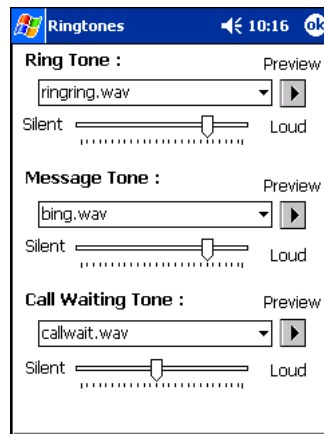 Ringtones 10:16 ok
Ring Tone : Preview
ringring.wav
Silent Loud
Message Tone : Preview
bing.wav
Silent Loud
Call Waiting Tone : Preview
callwait.wav
Silent Loud